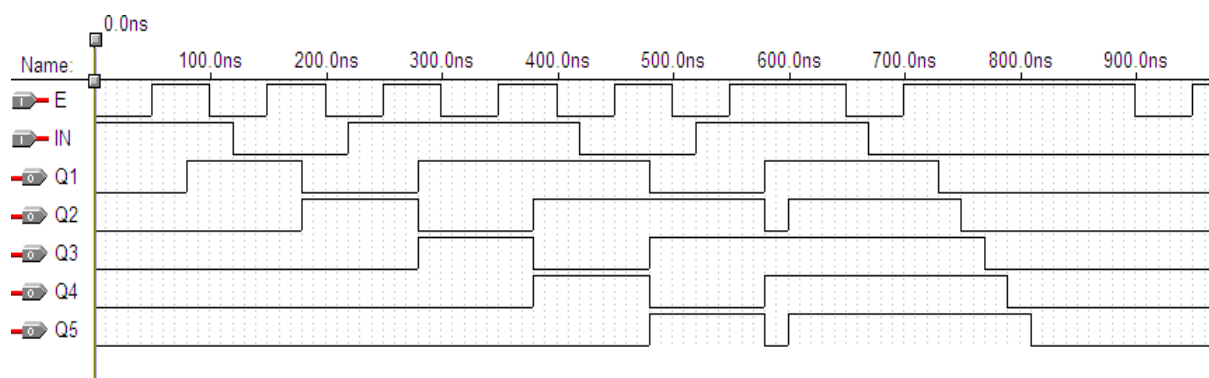 0.0ns
Name: 100.0ns 200.0ns 300.0ns 400.0ns 500.0ns 600.0ns 700.0ns 800.0ns 900.0ns
I E
I IN
O Q1
O Q2
O Q3
O Q4
O Q5